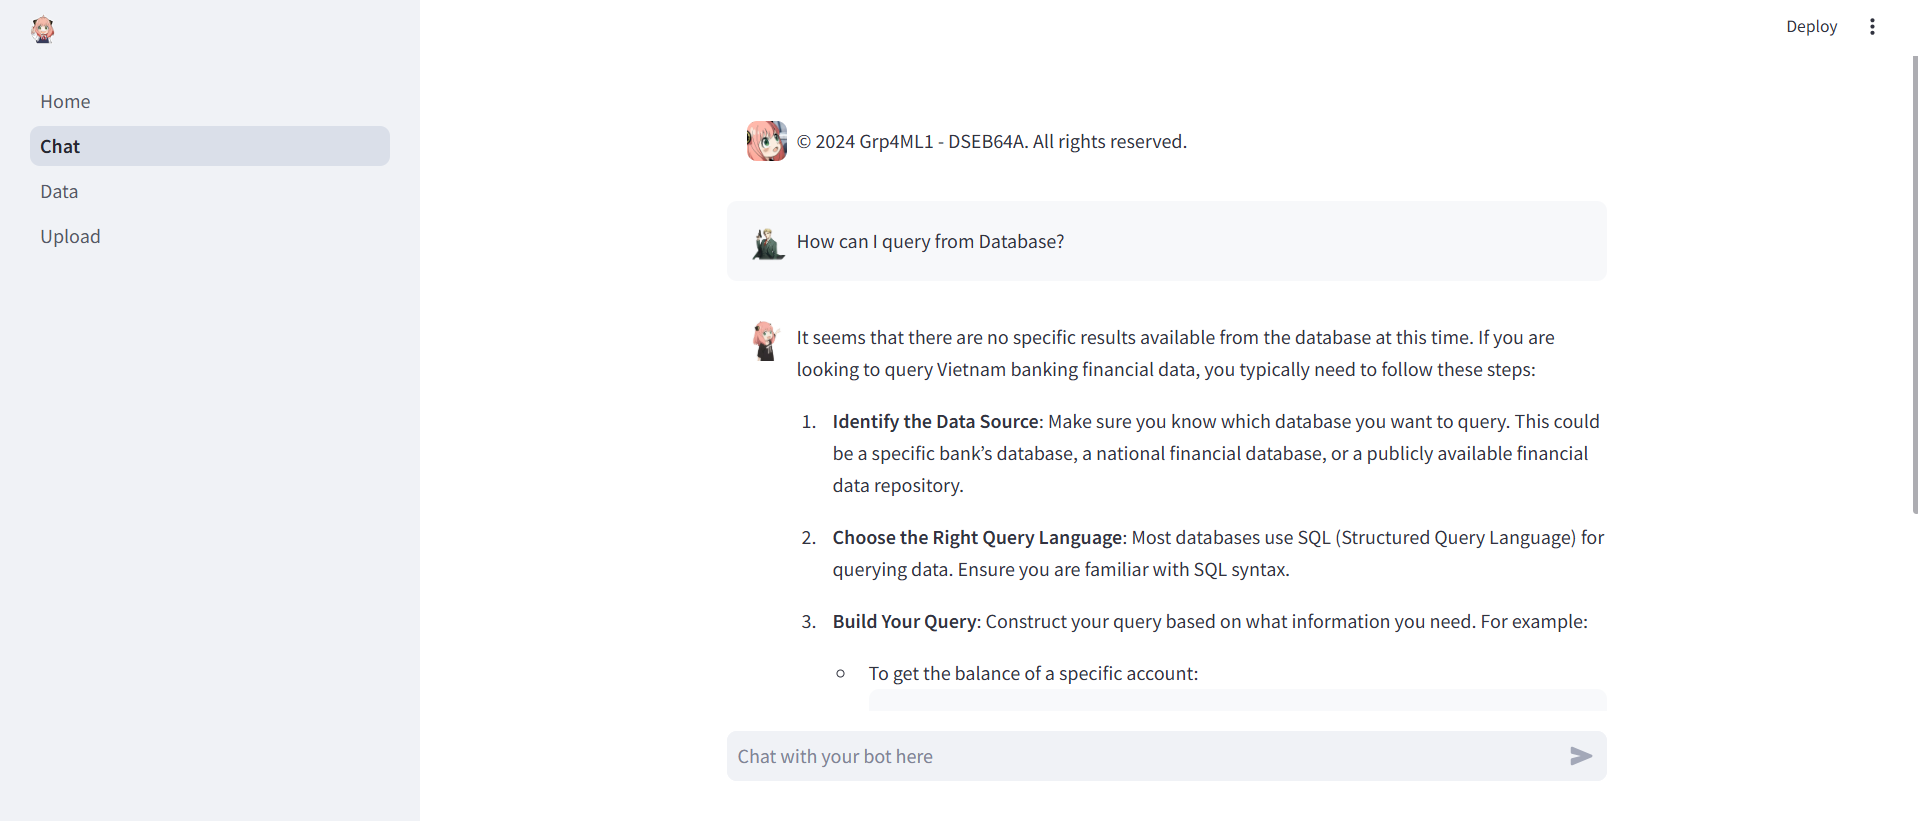 Deploy
Home
Chat
Data
Upload
© 2024 Grp4ML1 - DSEB64A. All rights reserved.
How can I query from Database?
It seems that there are no specific results available from the database at this time. If you are
looking to query Vietnam banking financial data, you typically need to follow these steps:
1. Identify the Data Source: Make sure you know which database you want to query. This could
be a specific bank’s database, a national financial database, or a publicly available financial
data repository.
2. Choose the Right Query Language: Most databases use SQL (Structured Query Language) for
querying data. Ensure you are familiar with SQL syntax.
3. Build Your Query: Construct your query based on what information you need. For example:
To get the balance of a specific account:
Chat with your bot here